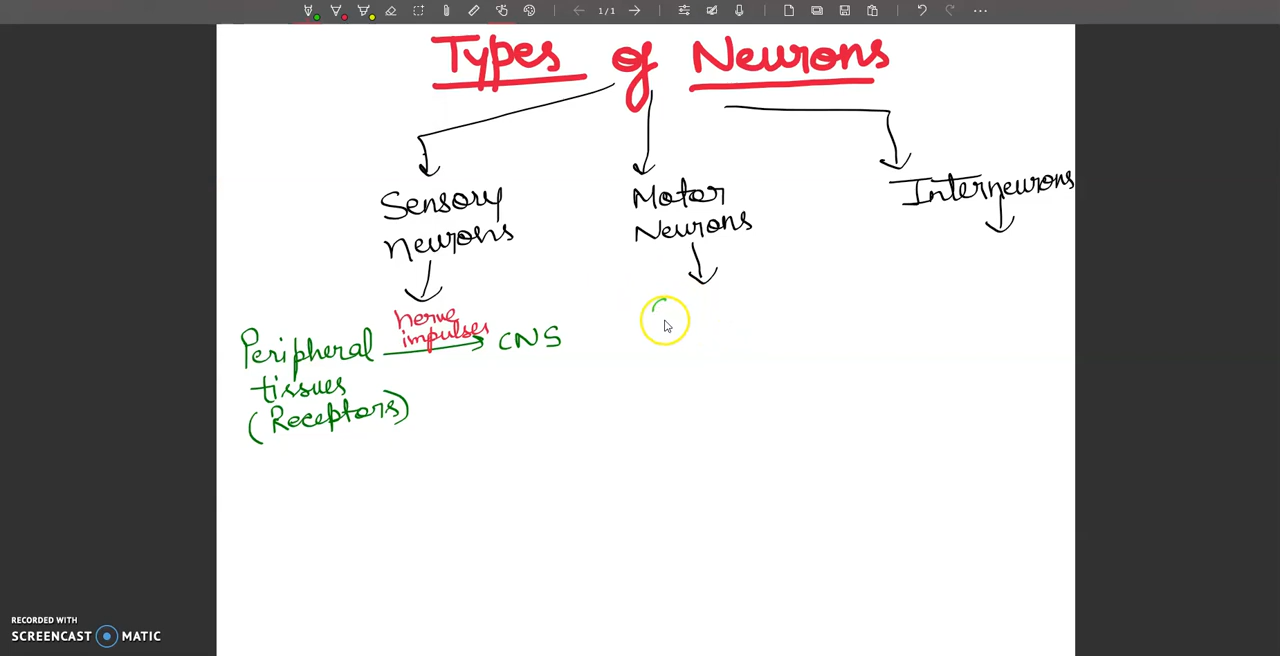 1/1
Types of Neurons
Sensory
neurons
Motor
Neurons
Interneurons
nerve
impulses
Peripheral
tissues
(Receptors)
CNS
RECORDED WITH
SCREENCAST MATIC